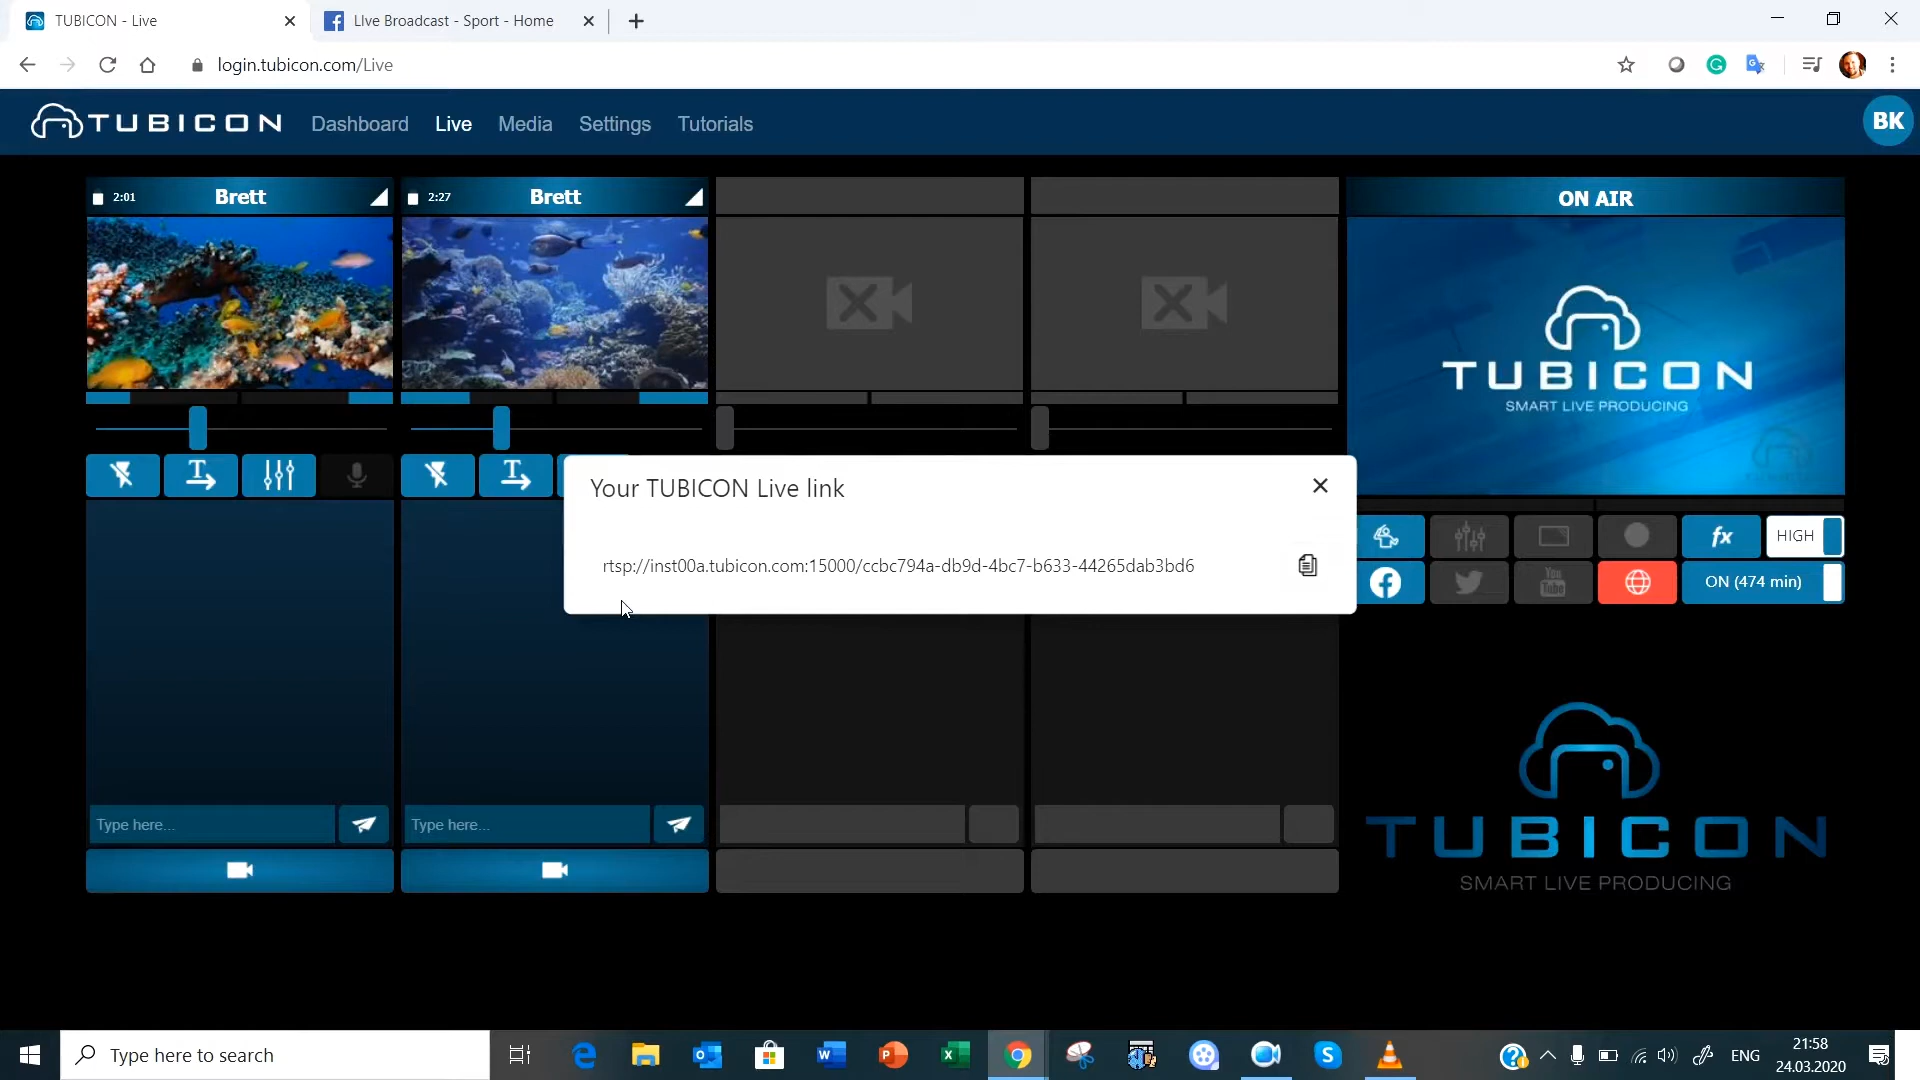 TUBICON - Live
LIve Broadcast - Sport - Home
login.tubicon.com/Live
TUBICON
Dashboard
Live
Media
Settings
Tutorials
BK
2:01
Brett
2:27
Brett
ON AIR
TUBICON
SMART LIVE PRODUCING
T
T
Your TUBICON Live link
rtsp://inst00a.tubicon.com:15000/ccbc794a-db9d-4bc7-b633-44265dab3bd6
fx
HIGH
You
Tube
ON (474 min)
Type here...
Type here...
TUBICON
SMART LIVE PRODUCING
Type here to search
ENG
21:58
24.03.2020